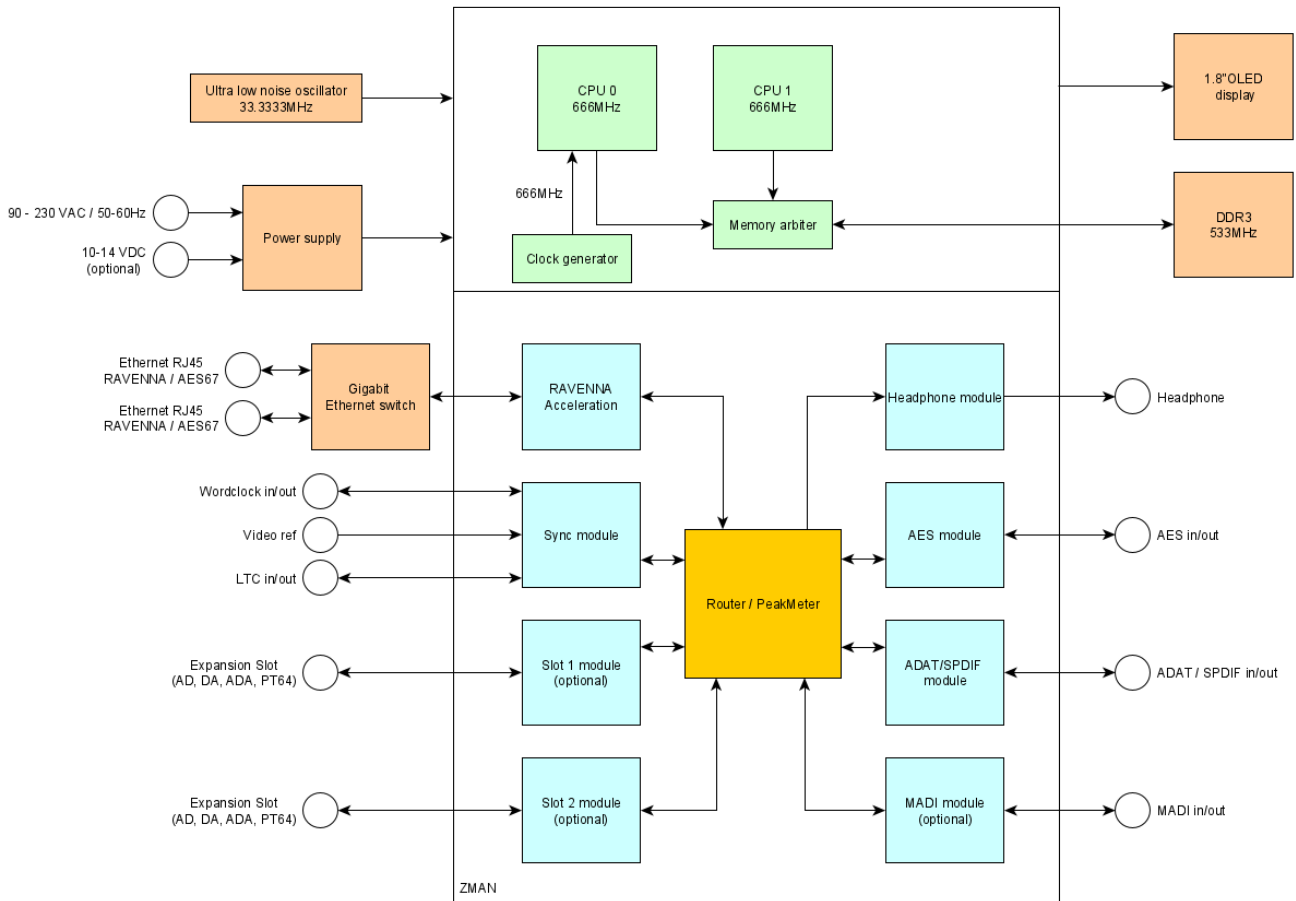 Ultra low noise oscillator
33.3333MHz
CPU 0
666MHz
CPU 1
666MHz
1.8"OLED
display
90 - 230 VAC / 50-60Hz
10-14 VDC
(optional)
Power supply
666MHz
Clock generator
Memory arbiter
DDR3
533MHz
Ethernet RJ45
RAVENNA / AES67
Ethernet RJ45
RAVENNA / AES67
Gigabit
Ethernet switch
RAVENNA
Acceleration
Headphone module
Headphone
Wordclock in/out
Video ref
LTC in/out
Sync module
AES module
AES in/out
Router / PeakMeter
Expansion Slot
(AD, DA, ADA, PT64)
Slot 1 module
(optional)
ADAT/SPDIF
module
ADAT / SPDIF in/out
Expansion Slot
(AD, DA, ADA, PT64)
Slot 2 module
(optional)
MADI module
(optional)
MADI in/out
ZMAN